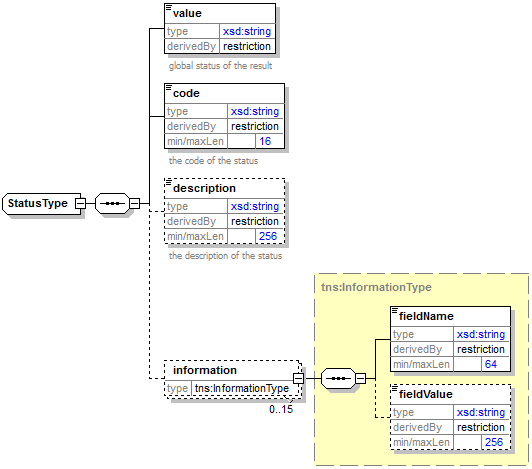 value
type xsd:string
derivedBy restriction
global status of the result
code
type xsd:string
derivedBy restriction
min/maxLen 16
the code of the status
StatusType
description
type xsd:string
derivedBy restriction
min/maxLen 256
the description of the status
tns:InformationType
fieldName
type xsd:string
derivedBy restriction
min/maxLen 64
information
type tns:InformationType
0..15
fieldValue
type xsd:string
derivedBy restriction
min/maxLen 256